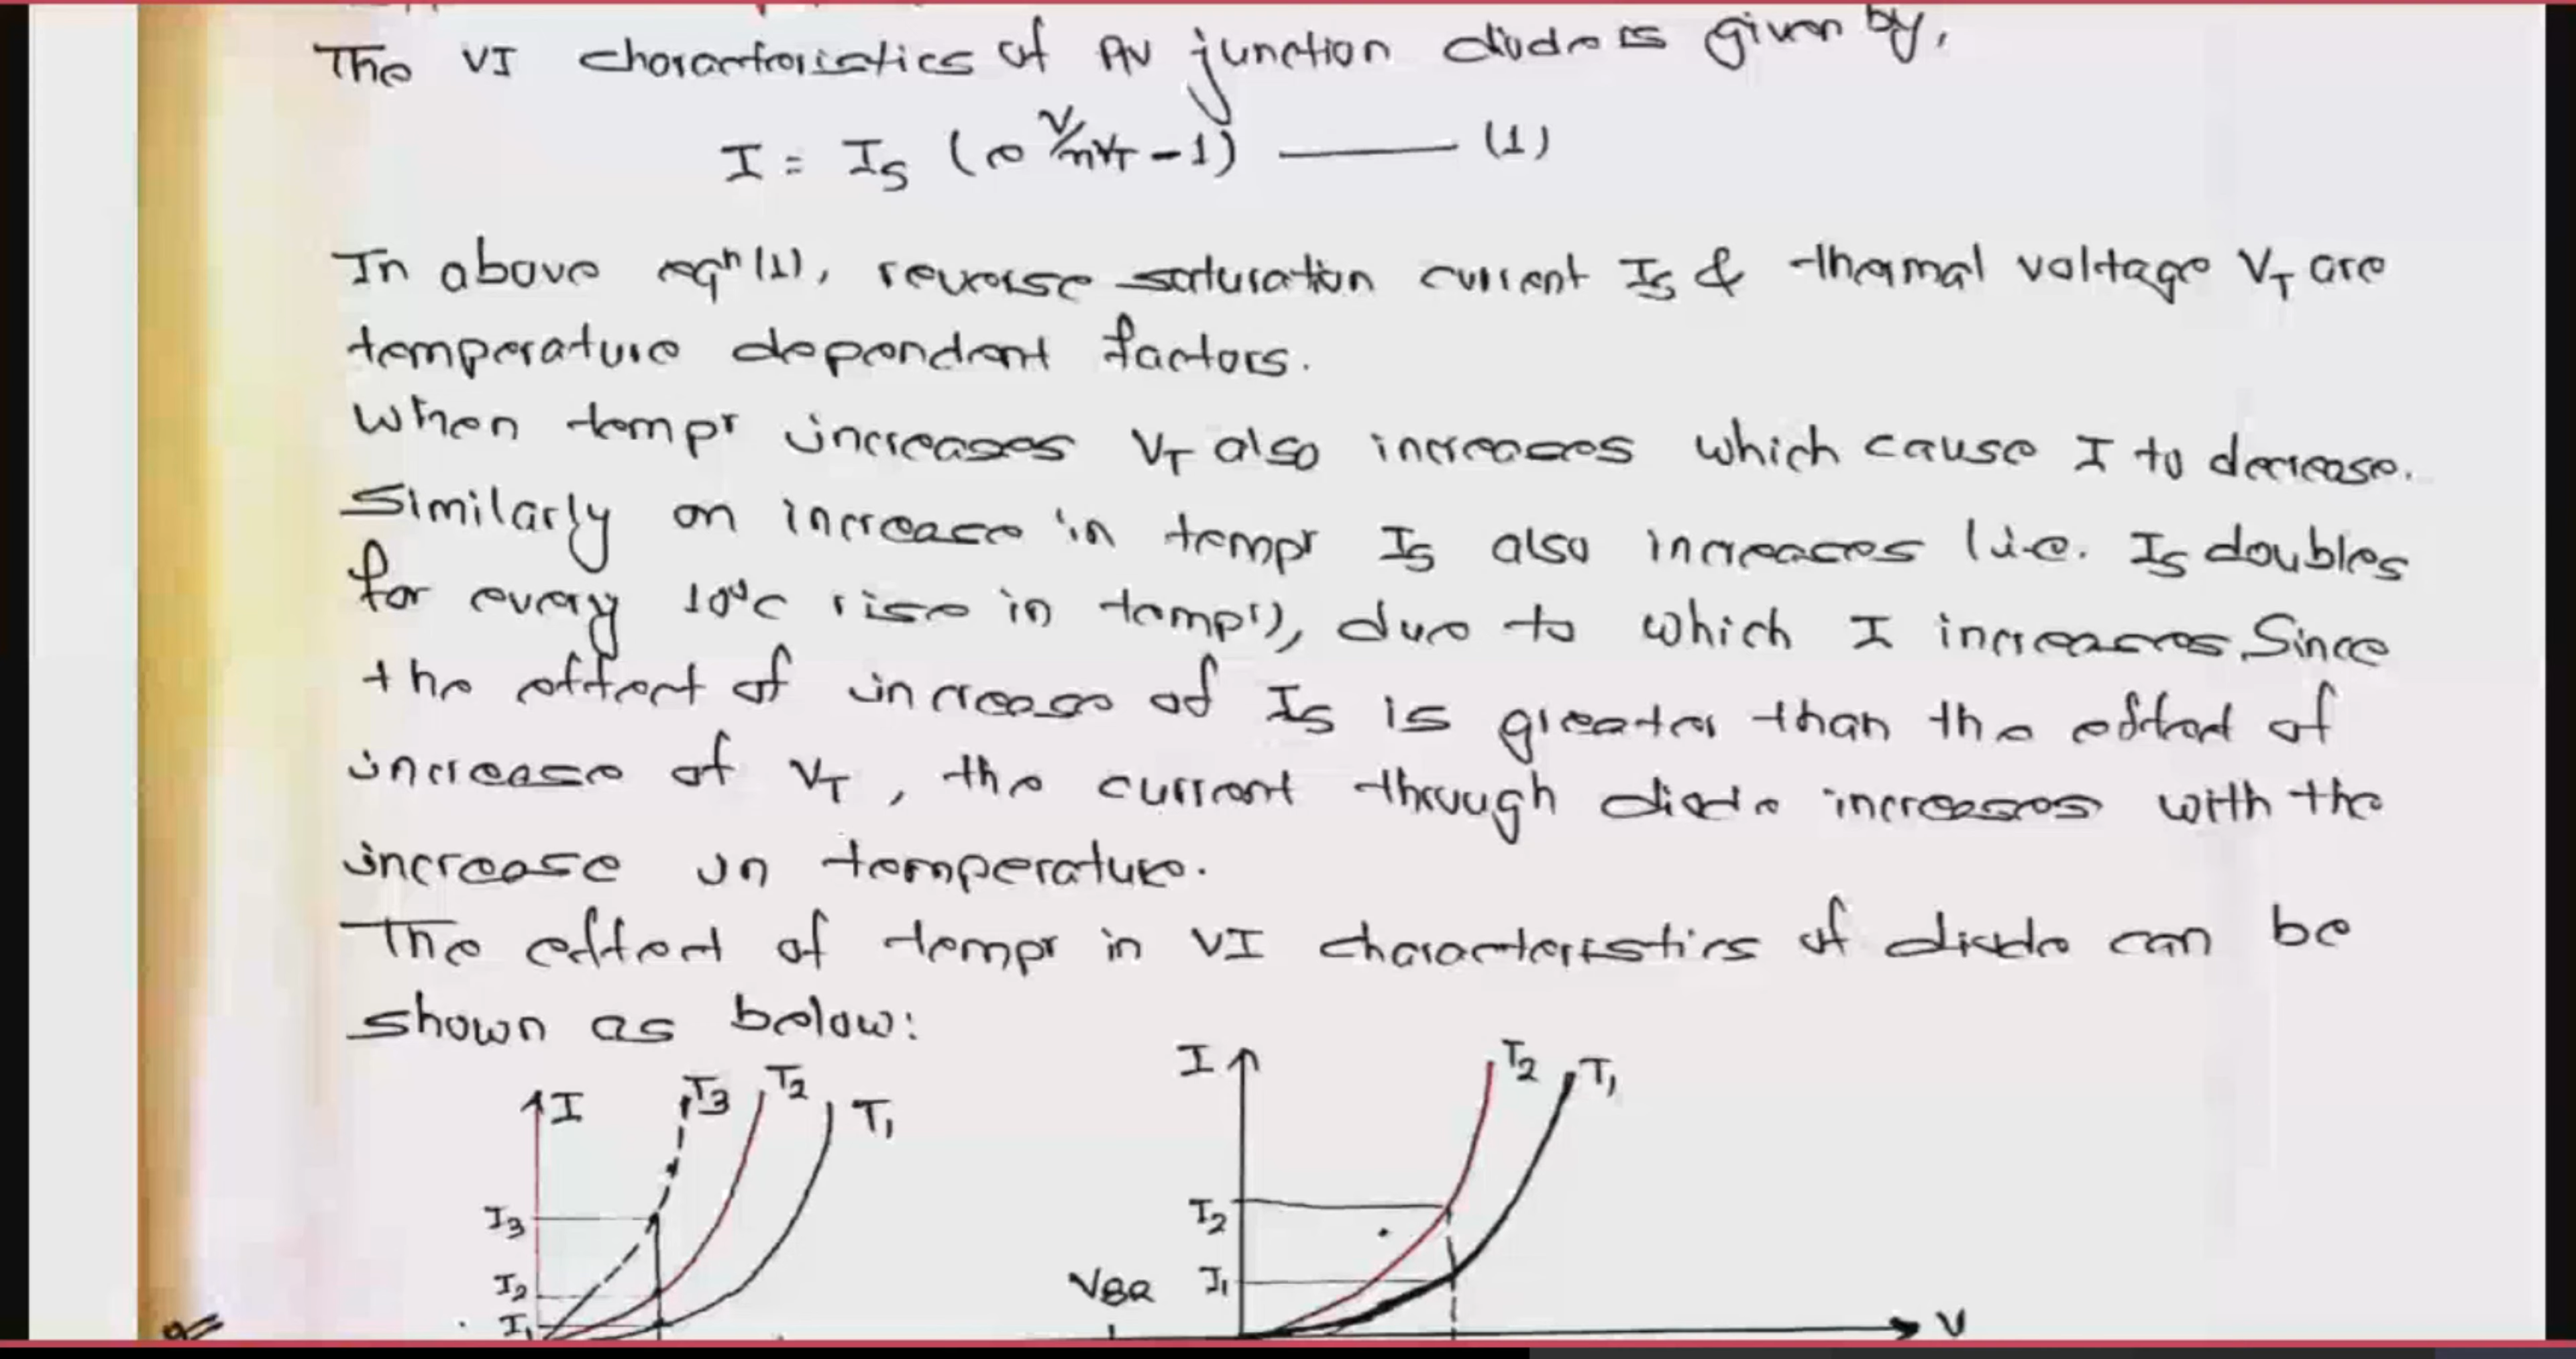 The VI characteristics of PN junction diode is given by,
I = Is (e^V/nVT - 1) ——— (1)
In above eqn (1), reverse saturation current Is & thermal voltage VT are
temperature dependent factors.
When tempr increases VT also increases which cause I to decrease.
Similarly on increase in tempr Is also increases (i.e. Is doubles
for every 10°C rise in tempr), due to which I increases. Since
the effect of increase of Is is greater than the effect of
increase of VT, the current through diode increases with the
increase in temperature.
The effect of tempr in VI characteristics of diode can be
shown as below:
I T3 T2 T1
I3
I2
I1
I T2 T1
I2
I1
VBR
V